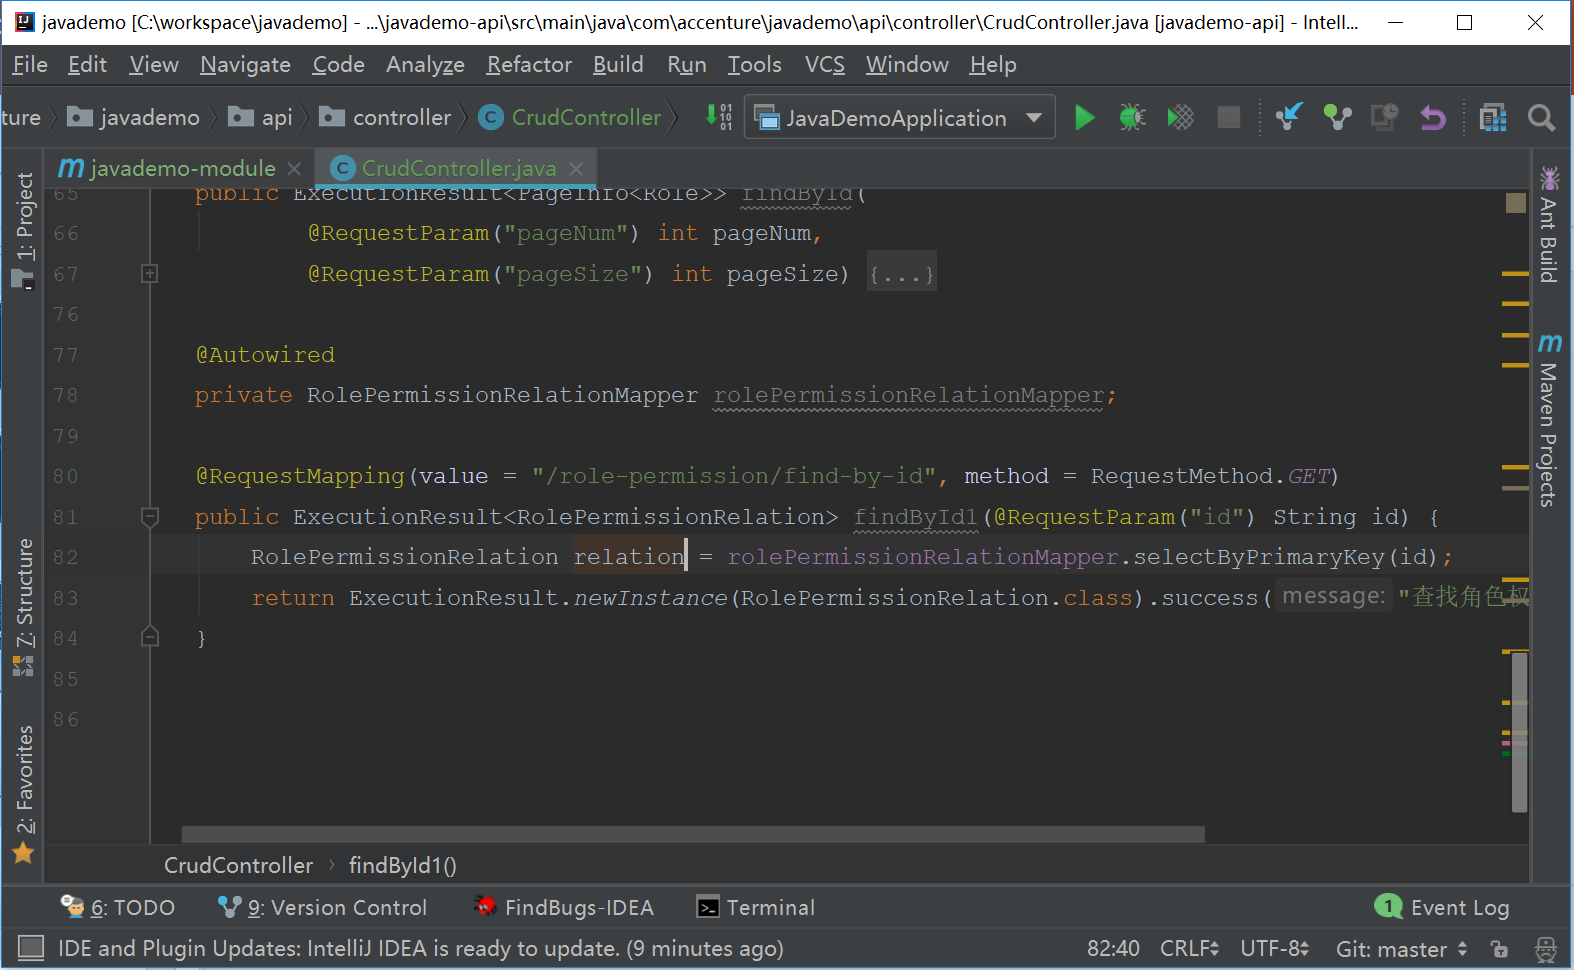 javademo [C:\workspace\javademo] - ...\javademo-api\src\main\java\com\accenture\javademo\api\controller\CrudController.java [javademo-api] - Intell...
File Edit View Navigate Code Analyze Refactor Build Run Tools VCS Window Help
ture javademo api controller CrudController JavaDemoApplication
javademo-module CrudController.java
1: Project
7: Structure
2: Favorites
65 public ExecutionResult<PageInfo<Role>> findById(
66 @RequestParam("pageNum") int pageNum,
67 @RequestParam("pageSize") int pageSize) {...}
76
77 @Autowired
78 private RolePermissionRelationMapper rolePermissionRelationMapper;
79
80 @RequestMapping(value = "/role-permission/find-by-id", method = RequestMethod.GET)
81 public ExecutionResult<RolePermissionRelation> findById1(@RequestParam("id") String id) {
82 RolePermissionRelation relation = rolePermissionRelationMapper.selectByPrimaryKey(id);
83 return ExecutionResult.newInstance(RolePermissionRelation.class).success( message: "查找角色权
84 }
85
86
Ant Build
Maven Projects
CrudController › findById1()
6: TODO 9: Version Control FindBugs-IDEA Terminal 1 Event Log
IDE and Plugin Updates: IntelliJ IDEA is ready to update. (9 minutes ago) 82:40 CRLF UTF-8 Git: master